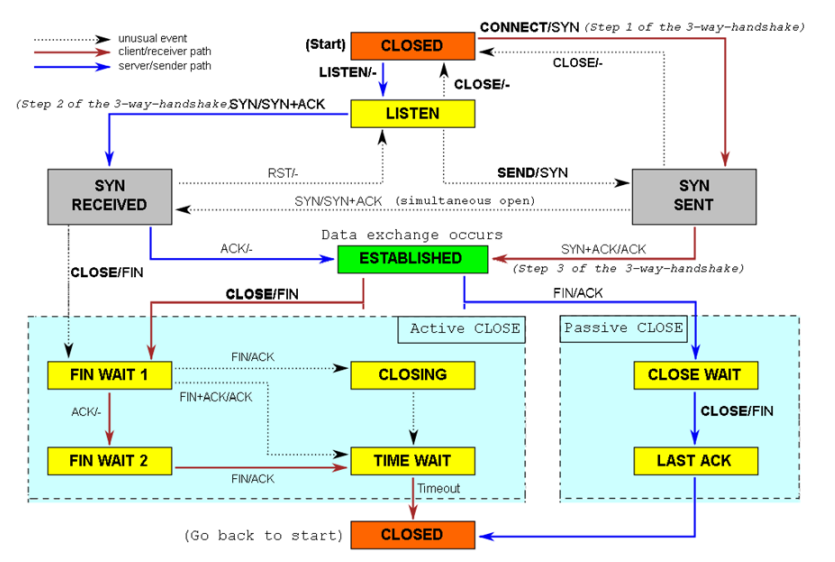 unusual event
client/receiver path
server/sender path
(Start)
CLOSED
CONNECT/SYN (Step 1 of the 3-way-handshake)
CLOSE/-
LISTEN/-
CLOSE/-
(Step 2 of the 3-way-handshake)SYN/SYN+ACK
LISTEN
RST/-
SEND/SYN
SYN
RECEIVED
SYN
SENT
SYN/SYN+ACK (simultaneous open)
Data exchange occurs
ACK/-
ESTABLISHED
SYN+ACK/ACK
(Step 3 of the 3-way-handshake)
CLOSE/FIN
CLOSE/FIN
FIN/ACK
Active CLOSE
Passive CLOSE
FIN/ACK
FIN WAIT 1
CLOSING
CLOSE WAIT
FIN+ACK/ACK
ACK/-
CLOSE/FIN
FIN WAIT 2
TIME WAIT
LAST ACK
FIN/ACK
Timeout
(Go back to start)
CLOSED